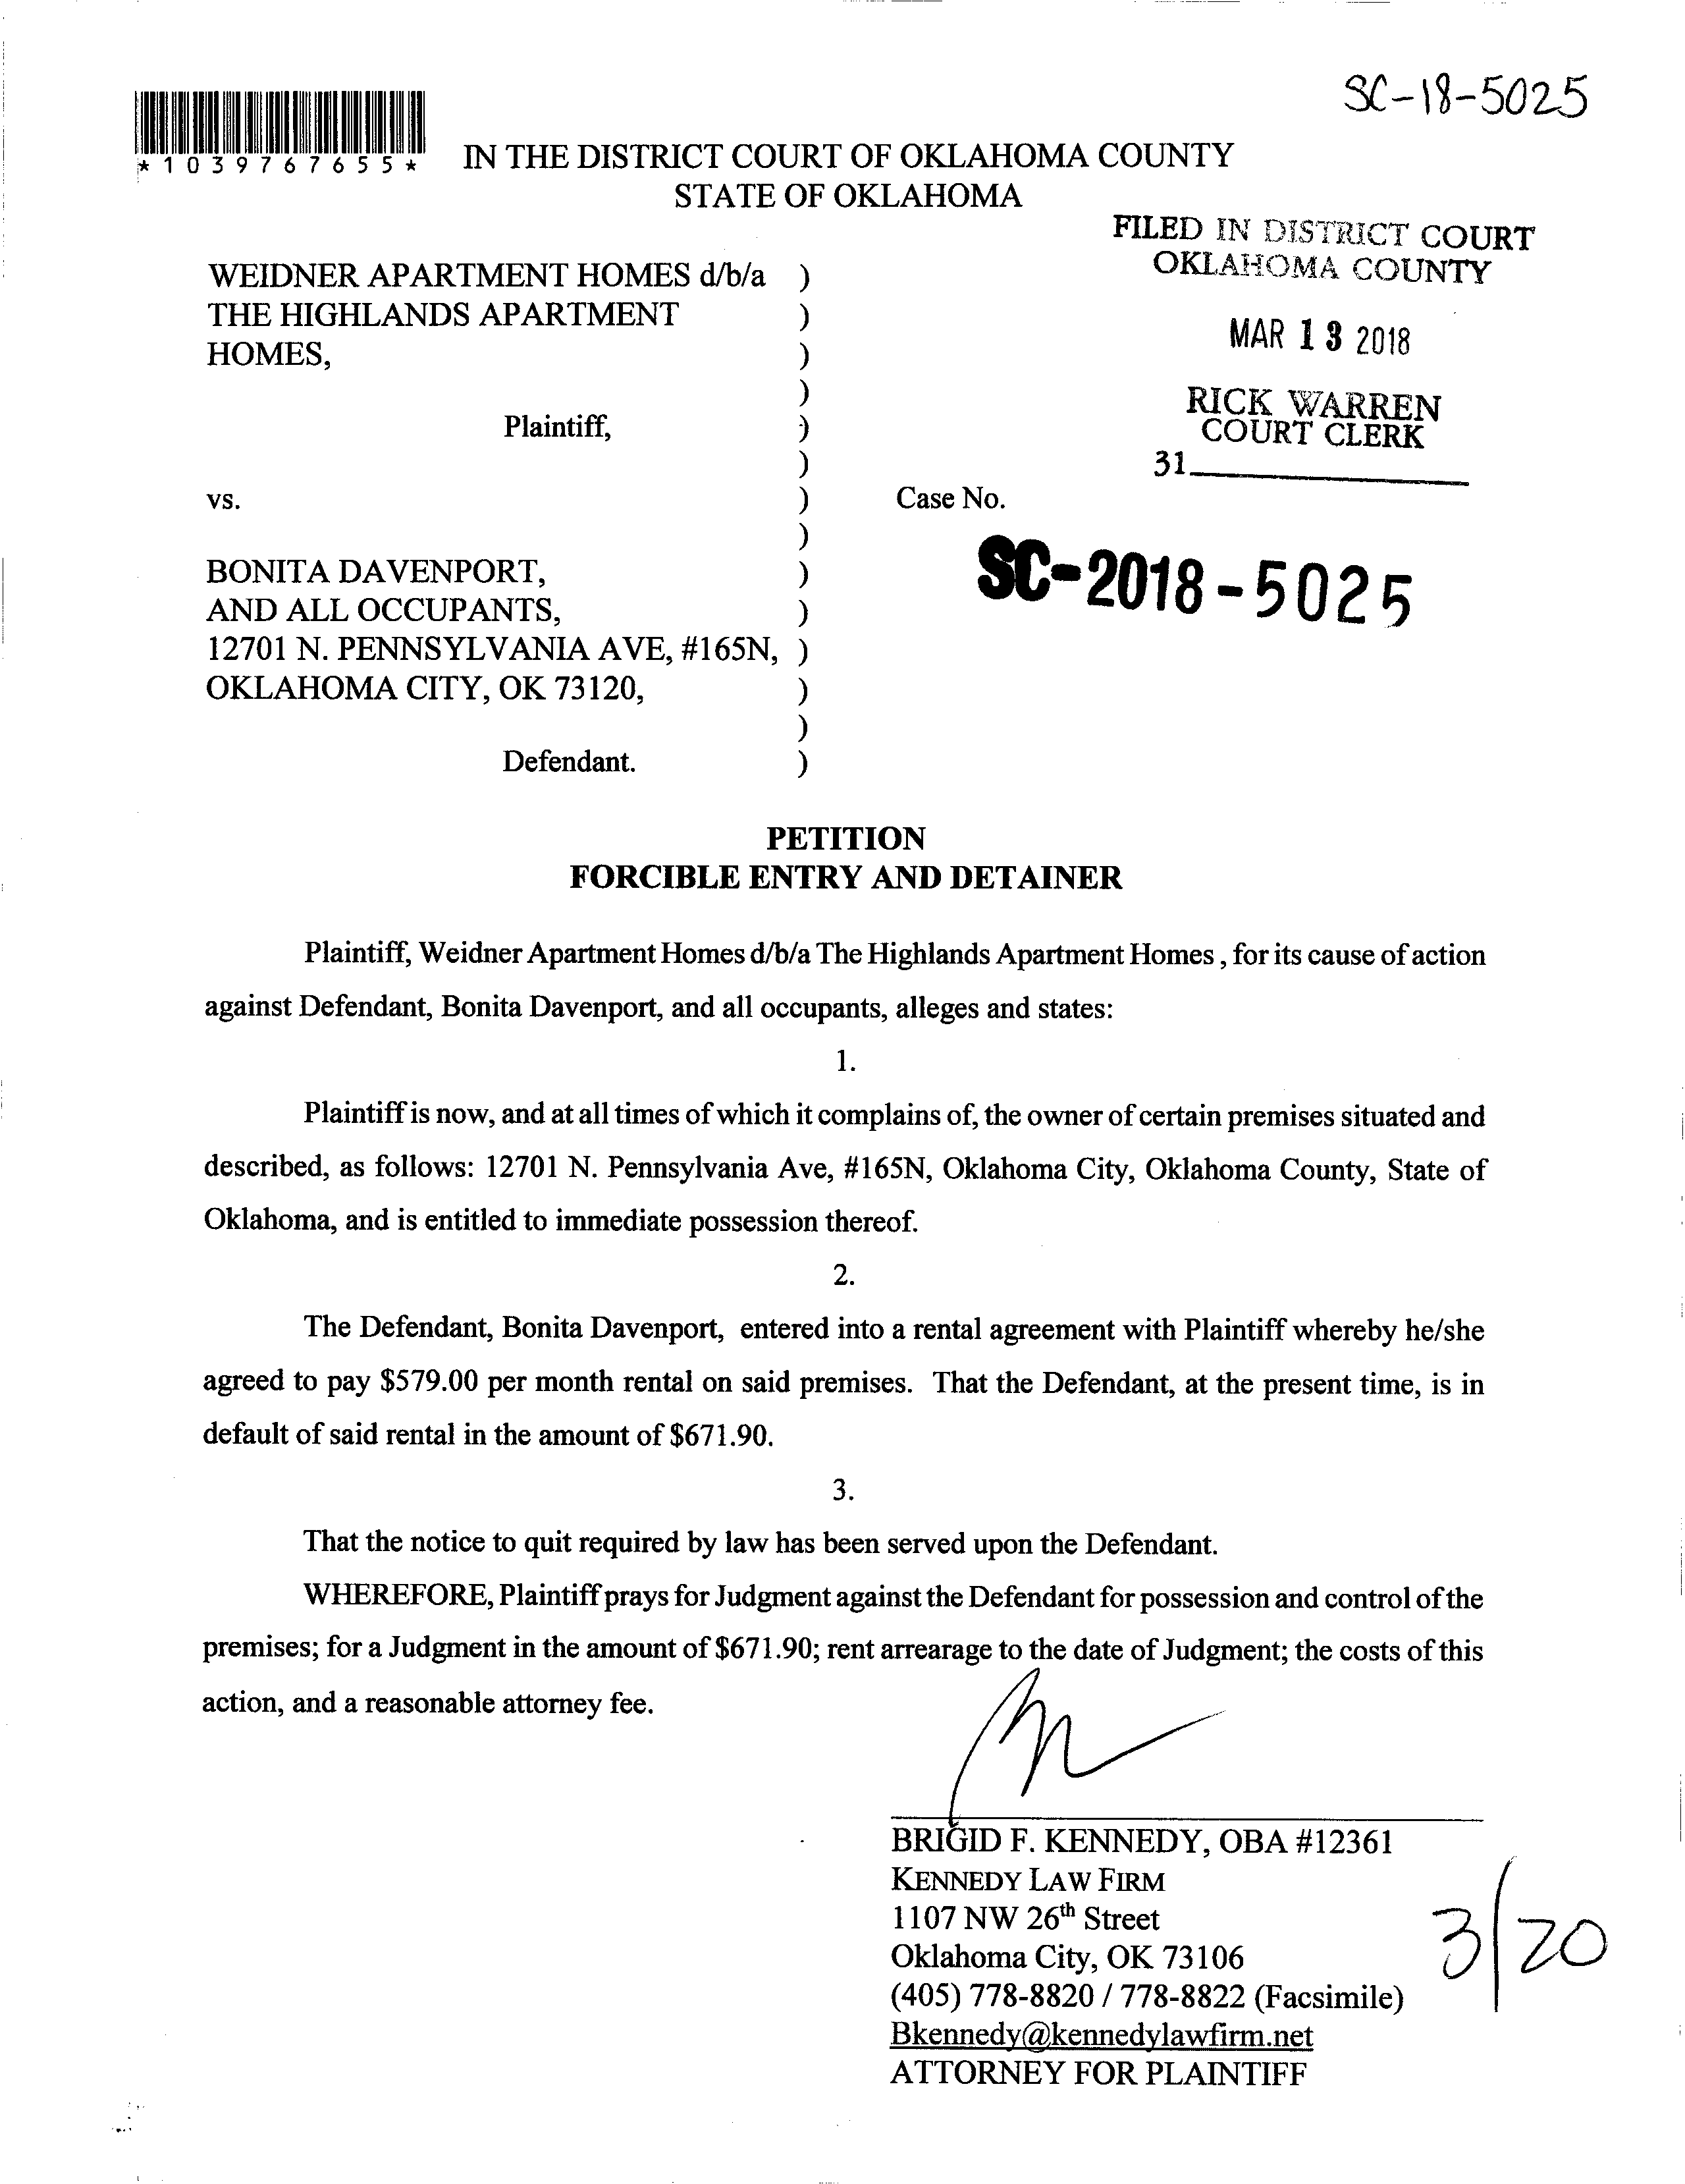 SC-18-5025
*1039767655*
IN THE DISTRICT COURT OF OKLAHOMA COUNTY
STATE OF OKLAHOMA
FILED IN DISTRICT COURT
OKLAHOMA COUNTY
MAR 13 2018
RICK WARREN
COURT CLERK
31
WEIDNER APARTMENT HOMES d/b/a )
THE HIGHLANDS APARTMENT )
HOMES, )
)
Plaintiff, )
)
vs. ) Case No.
)
SC-2018-5025
BONITA DAVENPORT, )
AND ALL OCCUPANTS, )
12701 N. PENNSYLVANIA AVE, #165N, )
OKLAHOMA CITY, OK 73120, )
)
Defendant. )
PETITION
FORCIBLE ENTRY AND DETAINER
Plaintiff, Weidner Apartment Homes d/b/a The Highlands Apartment Homes , for its cause of action
against Defendant, Bonita Davenport, and all occupants, alleges and states:
1.
Plaintiff is now, and at all times of which it complains of, the owner of certain premises situated and
described, as follows: 12701 N. Pennsylvania Ave, #165N, Oklahoma City, Oklahoma County, State of
Oklahoma, and is entitled to immediate possession thereof.
2.
The Defendant, Bonita Davenport, entered into a rental agreement with Plaintiff whereby he/she
agreed to pay $579.00 per month rental on said premises. That the Defendant, at the present time, is in
default of said rental in the amount of $671.90.
3.
That the notice to quit required by law has been served upon the Defendant.
WHEREFORE, Plaintiff prays for Judgment against the Defendant for possession and control of the
premises; for a Judgment in the amount of $671.90; rent arrearage to the date of Judgment; the costs of this
action, and a reasonable attorney fee.
BRIGID F. KENNEDY, OBA #12361
KENNEDY LAW FIRM
1107 NW 26th Street
Oklahoma City, OK 73106
(405) 778-8820 / 778-8822 (Facsimile)
Bkennedy@kennedylawfirm.net
ATTORNEY FOR PLAINTIFF
3/20